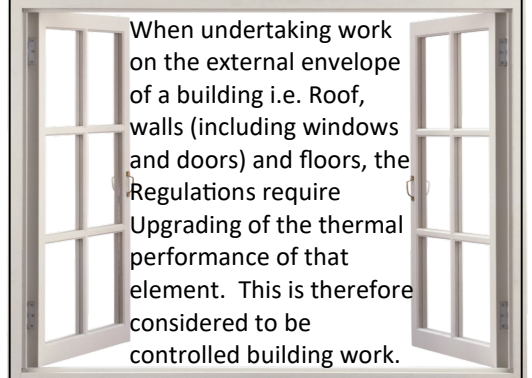 When undertaking work
on the external envelope
of a building i.e. Roof,
walls (including windows
and doors) and floors, the
Regulations require
Upgrading of the thermal
performance of that
element.  This is therefore
considered to be
controlled building work.